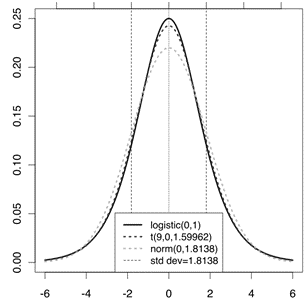 0.25
0.20
0.15
0.10
0.05
0.00
logistic(0,1)
t(9,0,1.59962)
norm(0,1.8138)
std dev=1.8138
-6 -4 -2 0 2 4 6